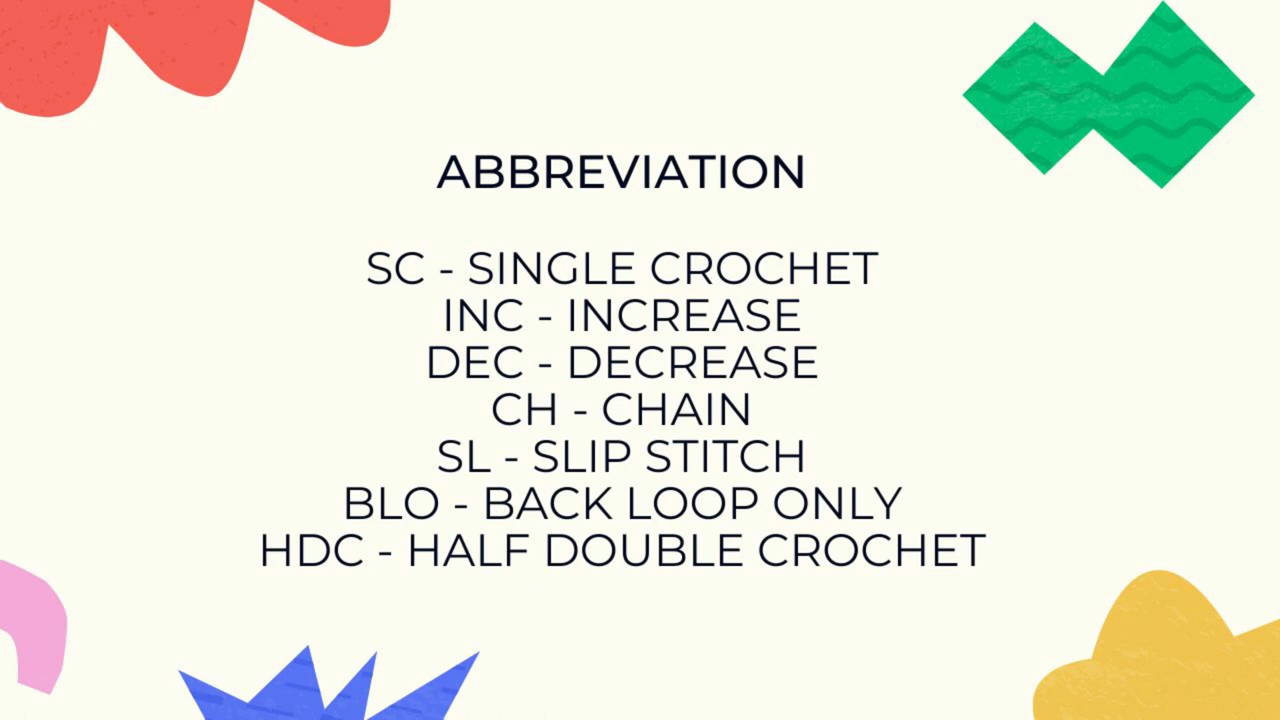 ABBREVIATION
SC - SINGLE CROCHET
INC - INCREASE
DEC - DECREASE
CH - CHAIN
SL - SLIP STITCH
BLO - BACK LOOP ONLY
HDC - HALF DOUBLE CROCHET